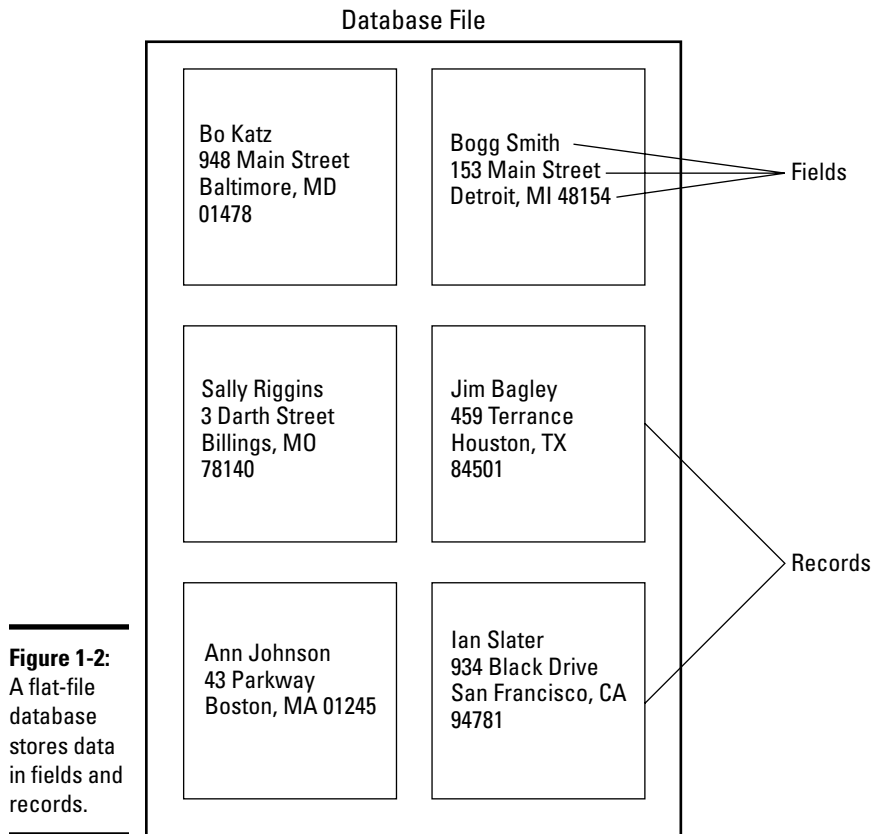 Database File
Bo Katz
948 Main Street
Baltimore, MD
01478
Bogg Smith
153 Main Street
Detroit, MI 48154
Fields
Sally Riggins
3 Darth Street
Billings, MO
78140
Jim Bagley
459 Terrance
Houston, TX
84501
Records
Ann Johnson
43 Parkway
Boston, MA 01245
Ian Slater
934 Black Drive
San Francisco, CA
94781
Figure 1-2:
A flat-file
database
stores data
in fields and
records.